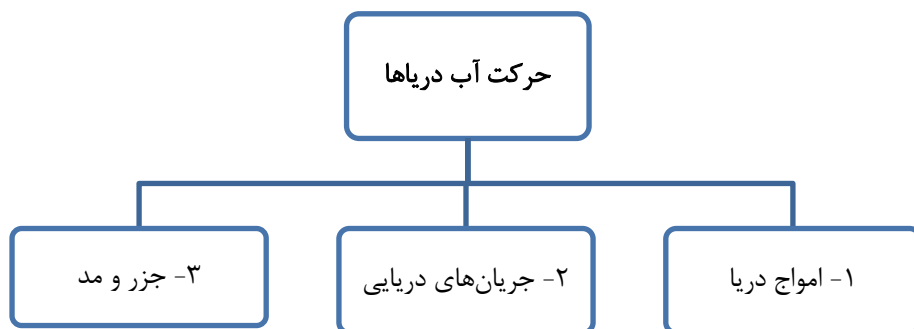 حرکت آب دریاها
۱- امواج دریا
۲- جریان‌های دریایی
۳- جزر و مد